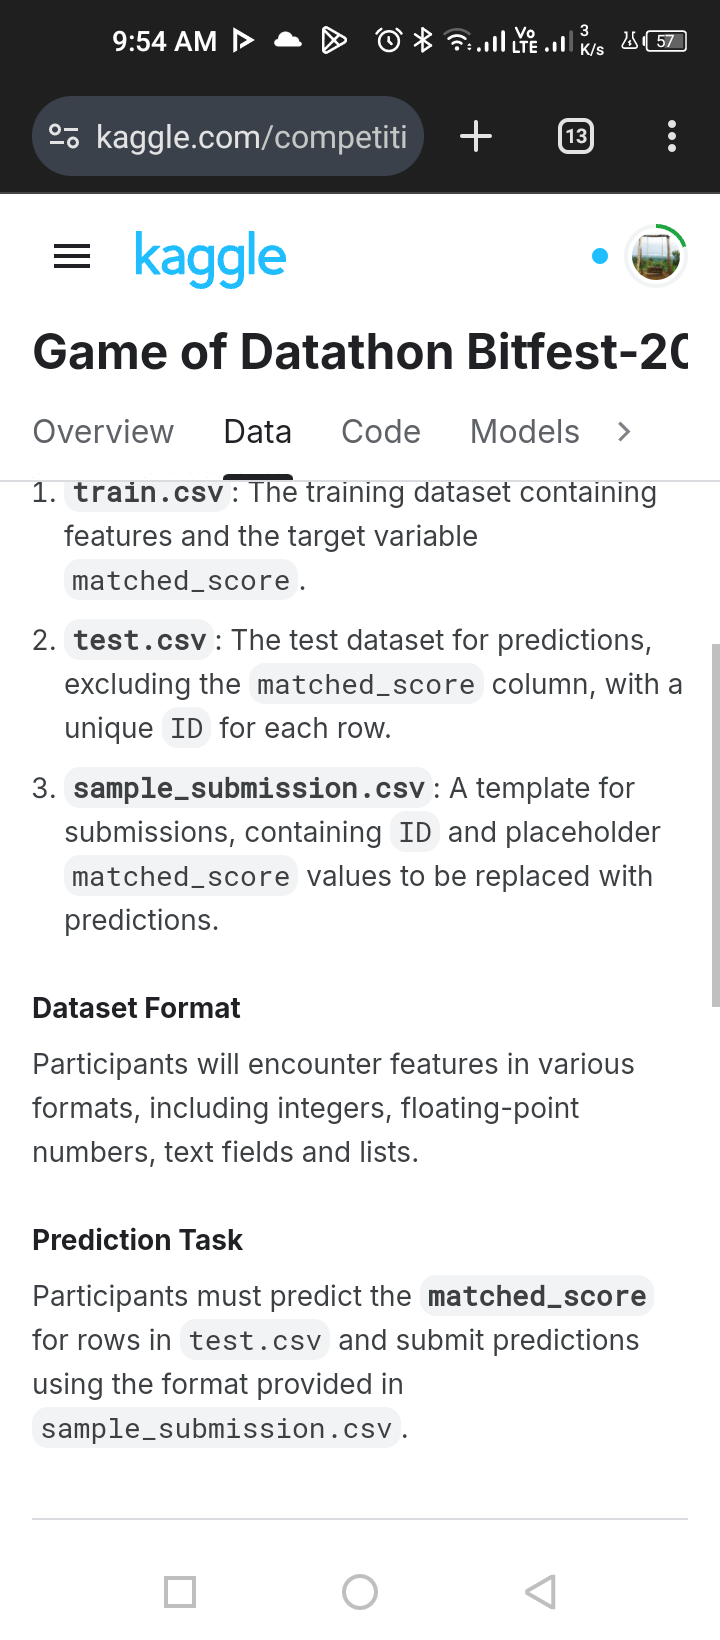 9:54 AM Vo LTE 3 K/s 57
kaggle.com/competiti 13
kaggle
Game of Datathon Bitfest-20
Overview Data Code Models
1. train.csv: The training dataset containing
features and the target variable
matched_score.
2. test.csv: The test dataset for predictions,
excluding the matched_score column, with a
unique ID for each row.
3. sample_submission.csv: A template for
submissions, containing ID and placeholder
matched_score values to be replaced with
predictions.
Dataset Format
Participants will encounter features in various
formats, including integers, floating-point
numbers, text fields and lists.
Prediction Task
Participants must predict the matched_score
for rows in test.csv and submit predictions
using the format provided in
sample_submission.csv.